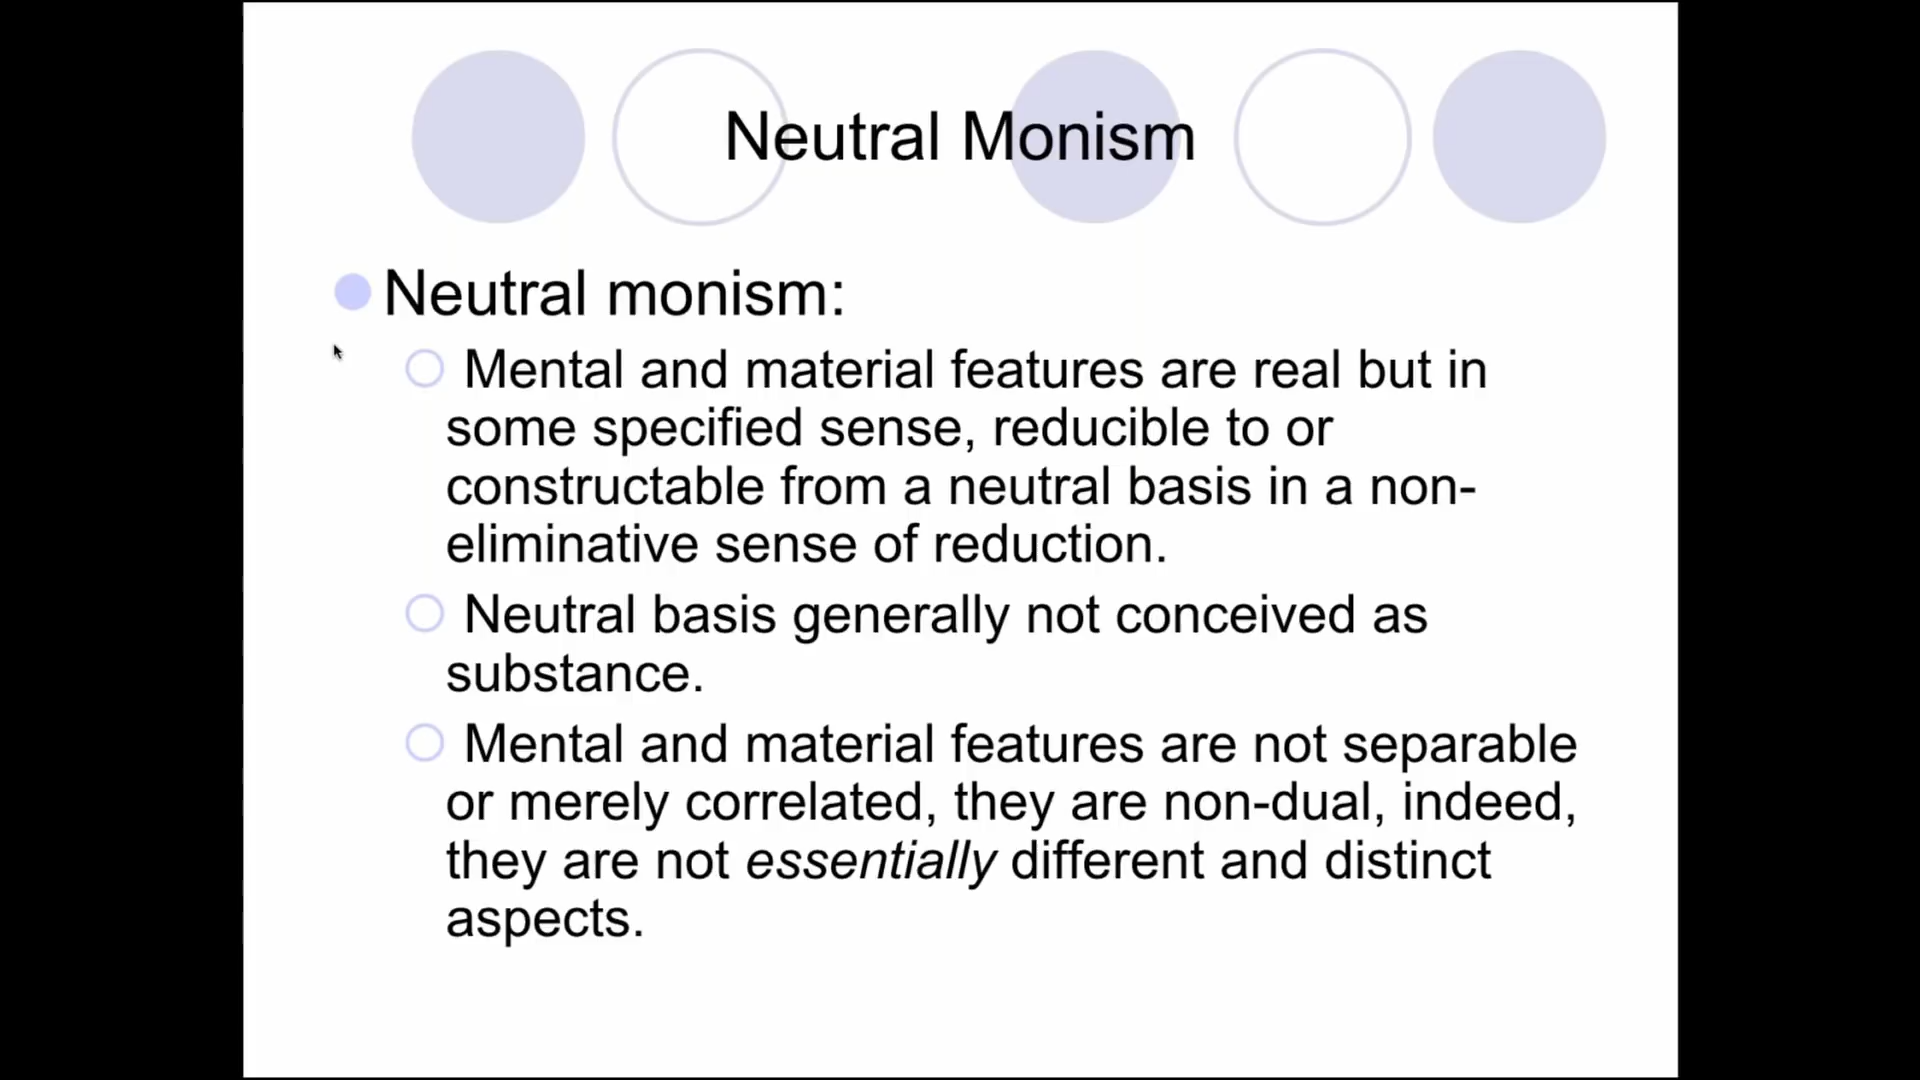 Neutral Monism
Neutral monism:
Mental and material features are real but in
some specified sense, reducible to or
constructable from a neutral basis in a non-
eliminative sense of reduction.
Neutral basis generally not conceived as
substance.
Mental and material features are not separable
or merely correlated, they are non-dual, indeed,
they are not essentially different and distinct
aspects.